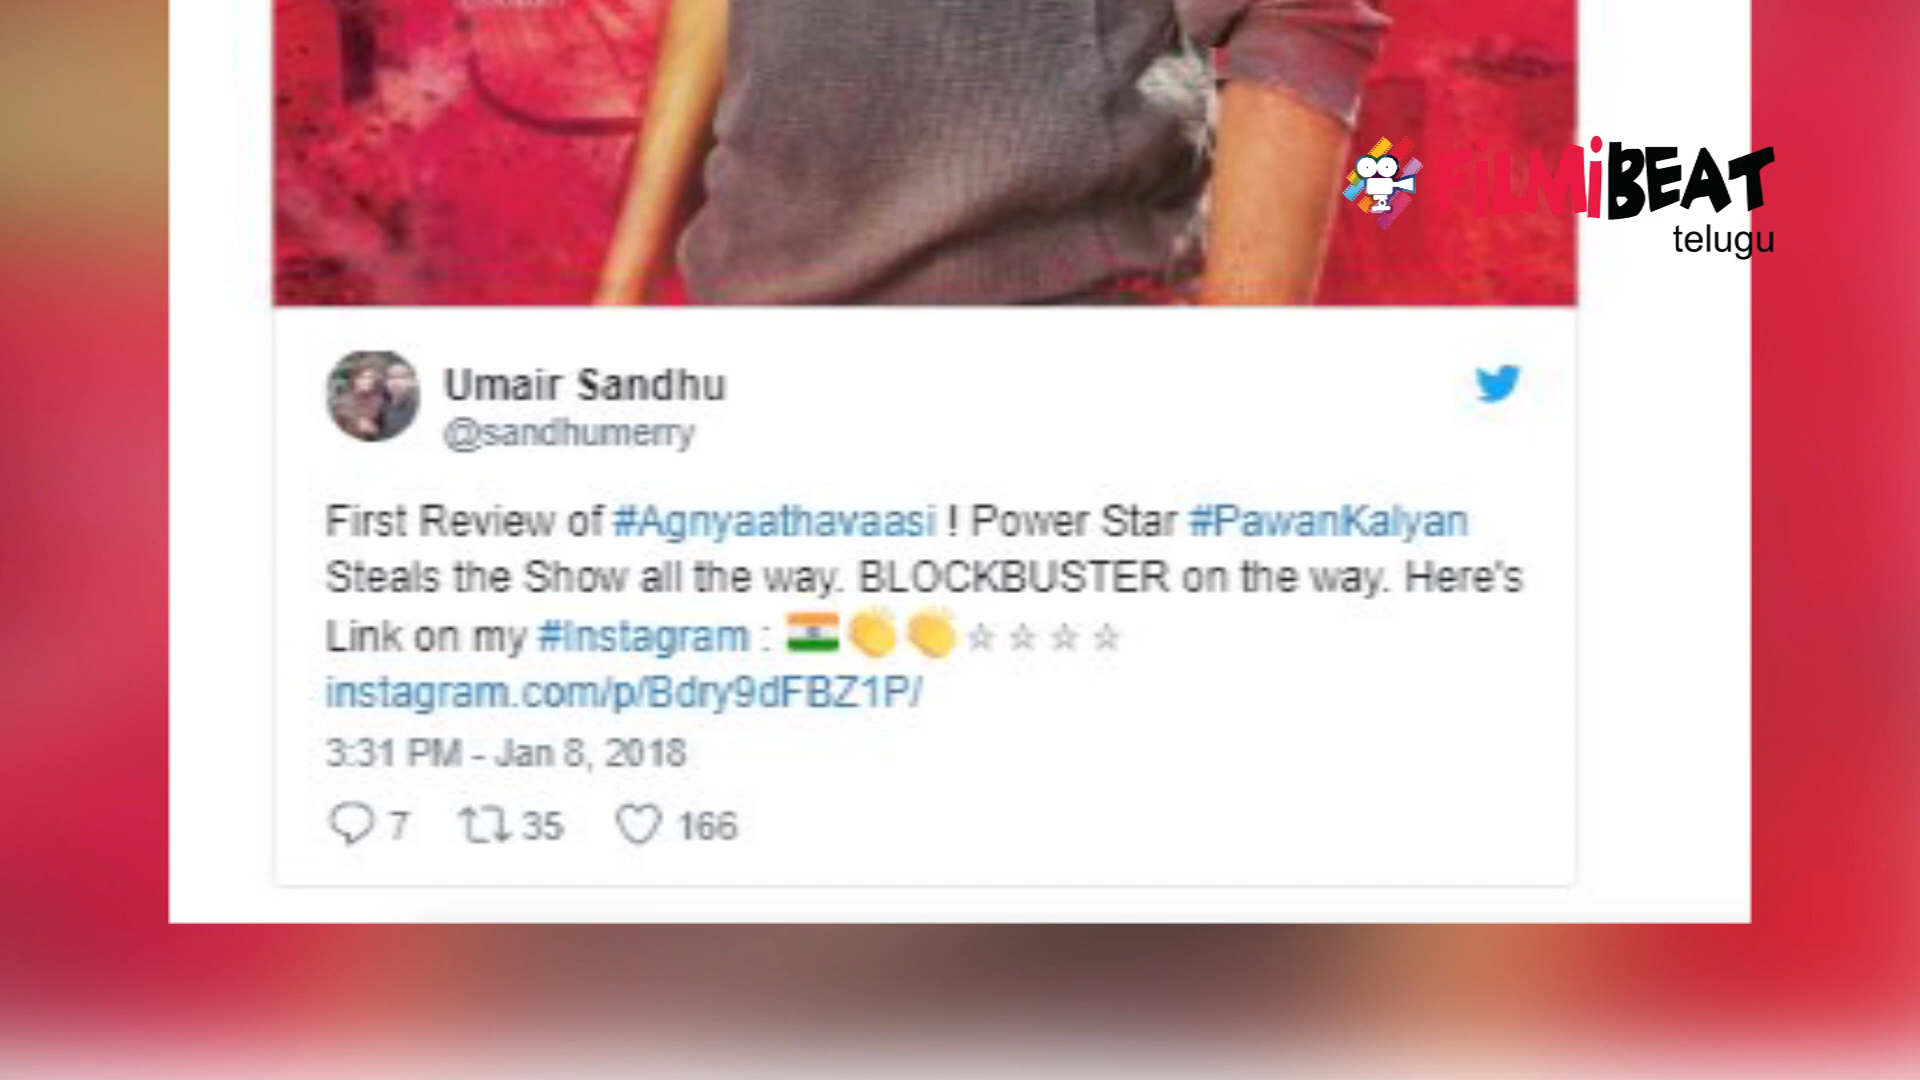 FiLMiBEAT
telugu
Umair Sandhu
@sandhumerry
First Review of #Agnyaathavaasi ! Power Star #PawanKalyan
Steals the Show all the way. BLOCKBUSTER on the way. Here's
Link on my #Instagram : 🇮🇳👏👏☆☆☆☆
instagram.com/p/Bdry9dFBZ1P/
3:31 PM - Jan 8, 2018
7 35 166